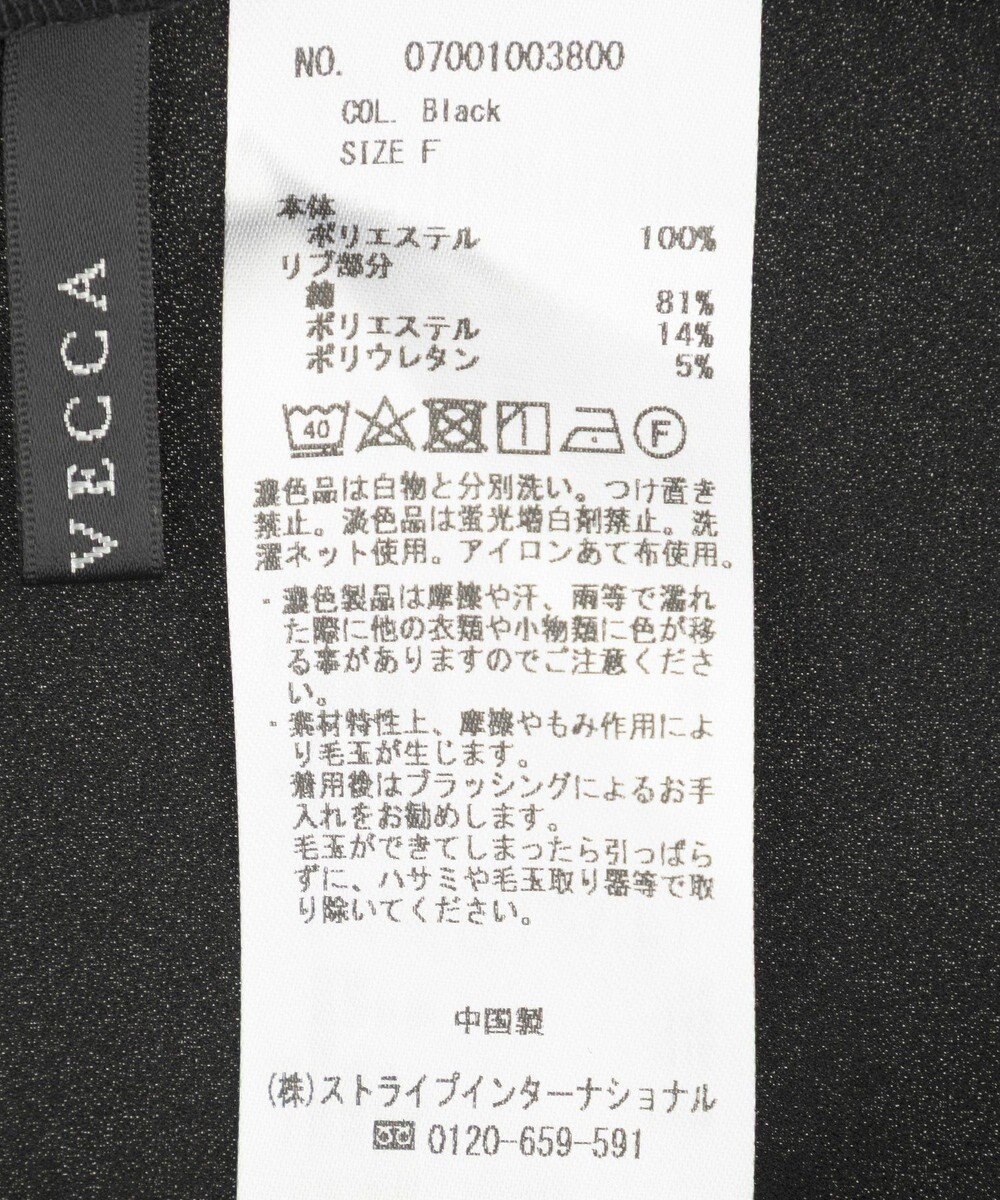 VECCA
NO. 07001003800
COL. Black
SIZE F
本体
ポリエステル 100%
リブ部分
綿 81%
ポリエステル 14%
ポリウレタン 5%
40 F
濃色品は白物と分別洗い。つけ置き
禁止。淡色品は蛍光増白剤禁止。洗
濯ネット使用。アイロンあて布使用。
・濃色製品は摩擦や汗、雨等で濡れ
た際に他の衣類や小物類に色が移
る事がありますのでご注意くださ
い。
・素材特性上、摩擦やもみ作用によ
り毛玉が生じます。
着用後はブラッシングによるお手
入れをお勧めします。
毛玉ができてしまったら引っぱら
ずに、ハサミや毛玉取り器等で取
り除いてください。
中国製
(株)ストライプインターナショナル
0120-659-591